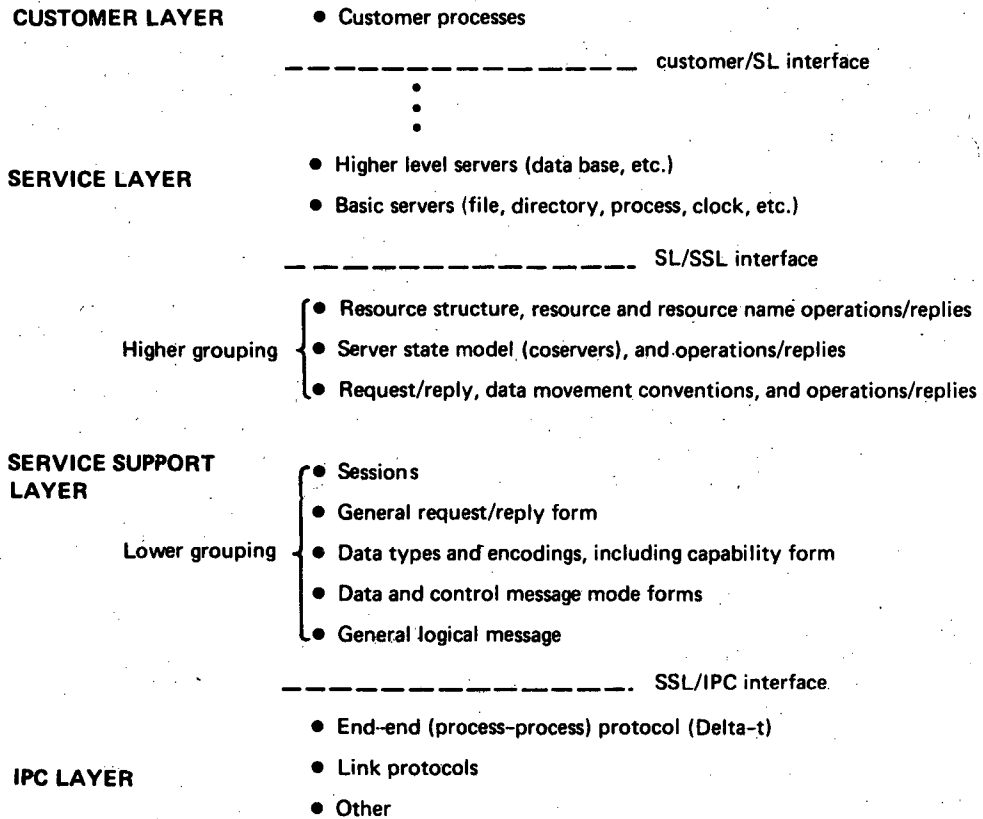 CUSTOMER LAYER
● Customer processes
customer/SL interface
SERVICE LAYER
● Higher level servers (data base, etc.)
● Basic servers (file, directory, process, clock, etc.)
SL/SSL interface
Higher grouping
● Resource structure, resource and resource name operations/replies
● Server state model (coservers), and operations/replies
● Request/reply, data movement conventions, and operations/replies
SERVICE SUPPORT
LAYER
Lower grouping
● Sessions
● General request/reply form
● Data types and encodings, including capability form
● Data and control message mode forms
● General logical message
SSL/IPC interface
IPC LAYER
● End-end (process-process) protocol (Delta-t)
● Link protocols
● Other